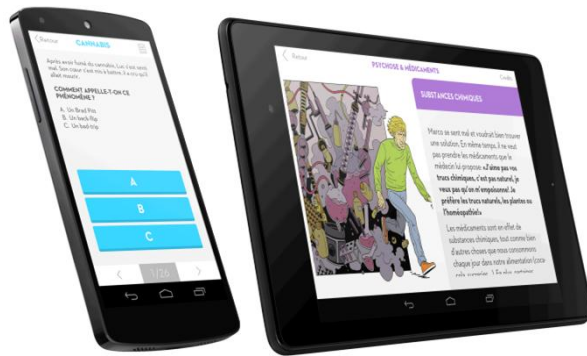 Retour
CANNABIS
Après avoir fumé du cannabis, Luc s'est senti
mal. Son cœur s'est mis à battre, il a cru qu'il
allait mourir.
COMMENT APPELLE-T-ON CE
PHÉNOMÈNE ?
A. Un Brad Pitt
B. Un back-flip
C. Un bad-trip
A
B
C
1/26
Retour
PSYCHOSE & MÉDICAMENTS
Crédits
SUBSTANCES CHIMIQUES
Marco se sent mal et voudrait bien trouver
une solution. En même temps, il ne veut
pas prendre les médicaments que le
médecin lui propose: «J'aime pas vos
trucs chimiques, c'est pas naturel, je
veux pas qu'on m'empoisonne! Je
préfère les trucs naturels, les plantes ou
l'homéopathie!»
Les médicaments sont en effet de
substances chimiques, tout comme bien
d'autres choses que nous consommons
chaque jour dans notre alimentation (coca-